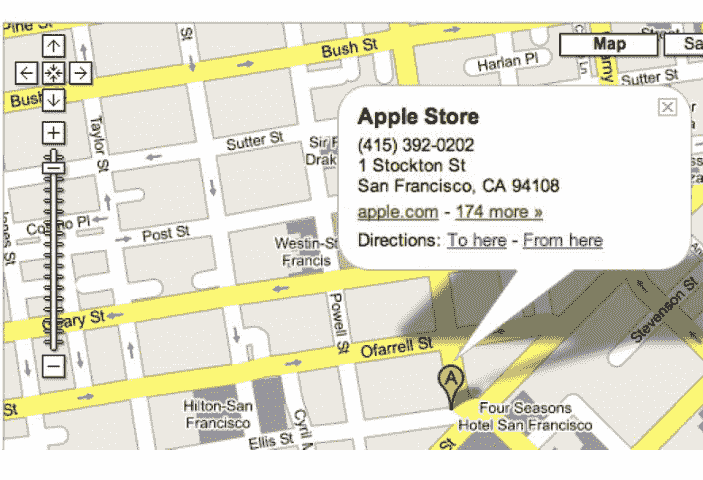 Pine St
St
Bush St
Harlan Pl
Map
Sa
Sutter St
Bush
Taylor St
Sutter St
Sir F
Drak
Apple Store
(415) 392-0202
1 Stockton St
San Francisco, CA 94108
apple.com - 174 more »
Directions: To here - From here
Post St
Westin-St
Francis
Powell St
Stevenson St
Geary St
Ofarrell St
A
St
Hilton-San
Francisco
Cyril M
Ellis St
Four Seasons
Hotel San Francisco
St